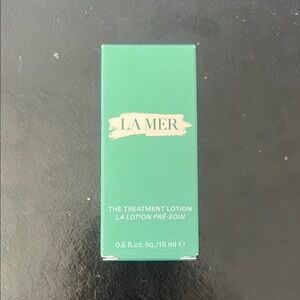 LA MER
THE TREATMENT LOTION
LA LOTION PRÉ-SOIN
0.5 fl.oz. liq./15 ml ℮